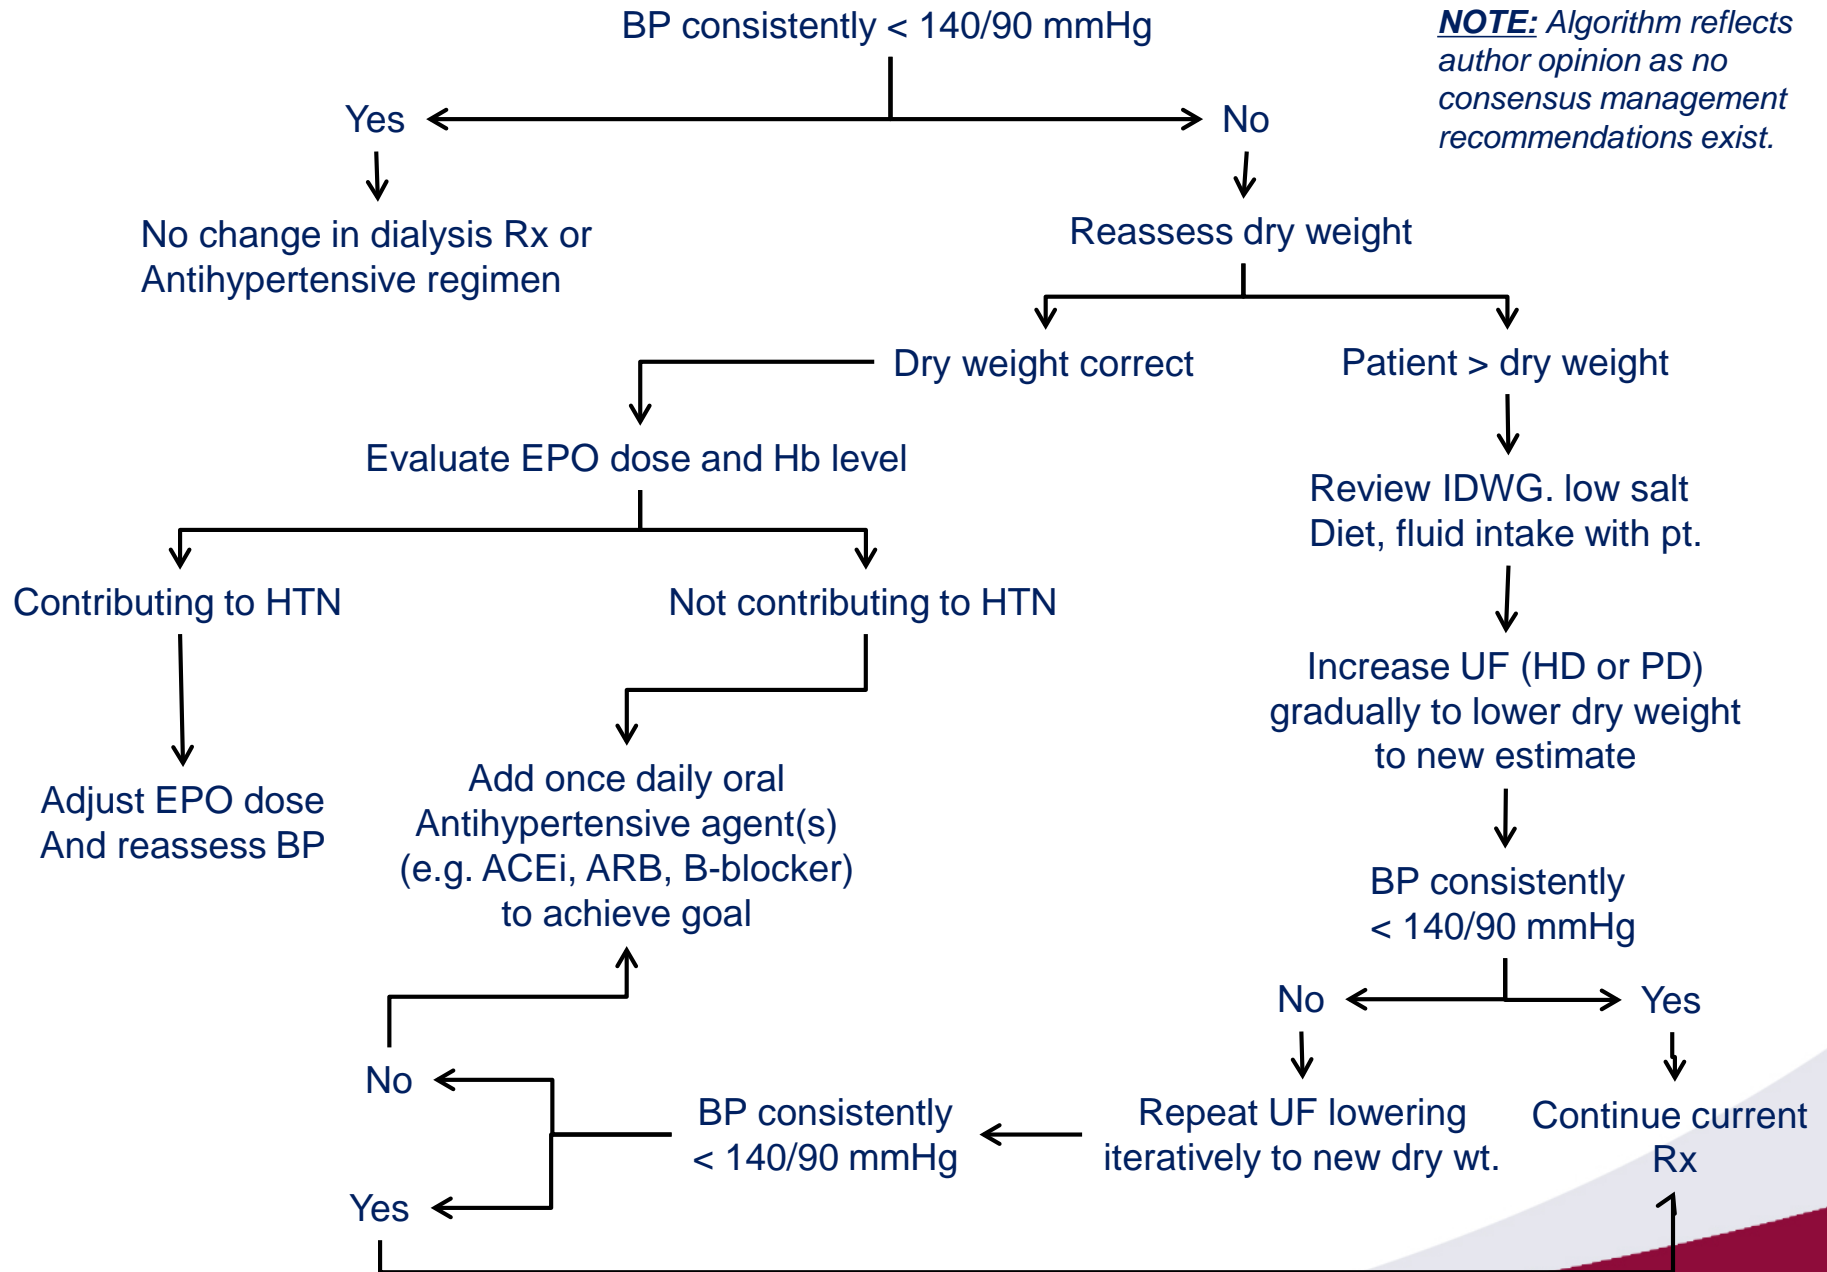 BP consistently < 140/90 mmHg
NOTE: Algorithm reflects
author opinion as no
consensus management
recommendations exist.
Yes
No
No change in dialysis Rx or
Antihypertensive regimen
Reassess dry weight
Dry weight correct
Patient > dry weight
Evaluate EPO dose and Hb level
Review IDWG. low salt
Diet, fluid intake with pt.
Contributing to HTN
Not contributing to HTN
Increase UF (HD or PD)
gradually to lower dry weight
to new estimate
Adjust EPO dose
And reassess BP
Add once daily oral
Antihypertensive agent(s)
(e.g. ACEi, ARB, B-blocker)
to achieve goal
BP consistently
< 140/90 mmHg
No
Yes
Repeat UF lowering
iteratively to new dry wt.
Continue current
Rx
BP consistently
< 140/90 mmHg
No
Yes